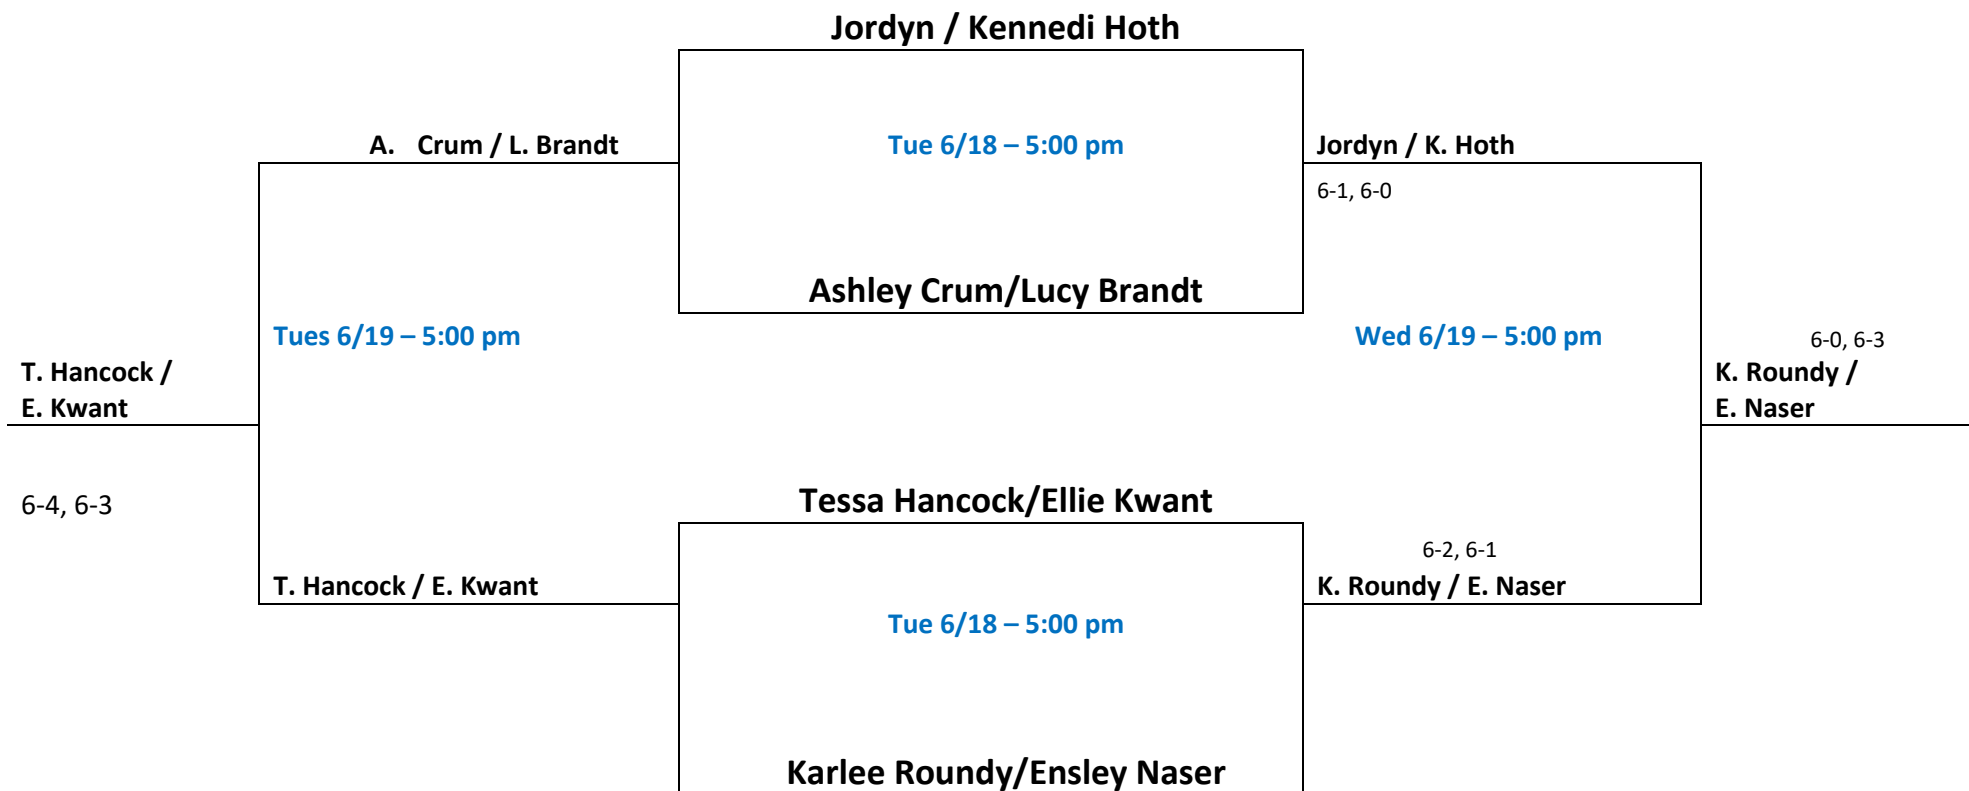 Jordyn / Kennedi Hoth
A. Crum / L. Brandt
Tue 6/18 – 5:00 pm
Jordyn / K. Hoth
6-1, 6-0
Ashley Crum/Lucy Brandt
Tues 6/19 – 5:00 pm
Wed 6/19 – 5:00 pm
6-0, 6-3
T. Hancock /
E. Kwant
K. Roundy /
E. Naser
6-4, 6-3
Tessa Hancock/Ellie Kwant
6-2, 6-1
T. Hancock / E. Kwant
K. Roundy / E. Naser
Tue 6/18 – 5:00 pm
Karlee Roundy/Ensley Naser